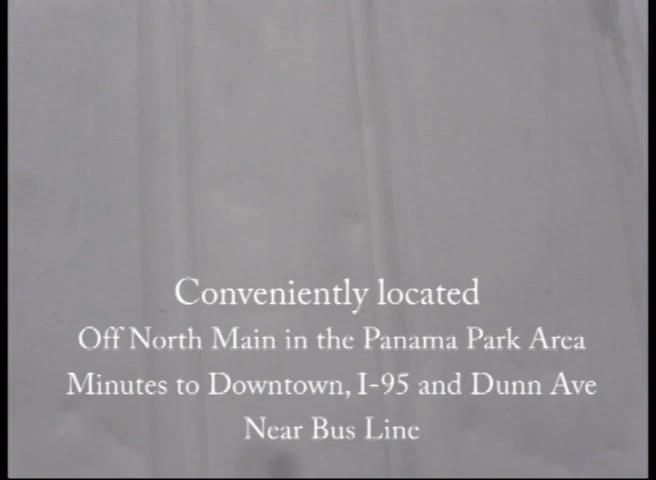 Conveniently located
Off North Main in the Panama Park Area
Minutes to Downtown, I-95 and Dunn Ave
Near Bus Line